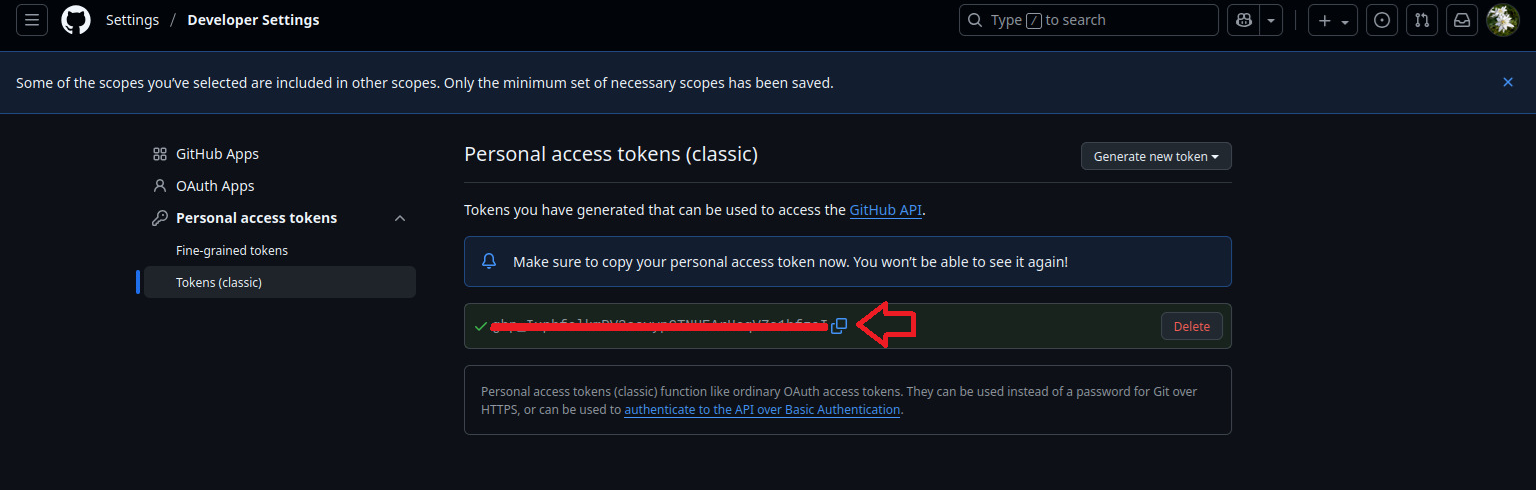 Settings / Developer Settings
Type / to search
Some of the scopes you've selected are included in other scopes. Only the minimum set of necessary scopes has been saved.
GitHub Apps
OAuth Apps
Personal access tokens
Fine-grained tokens
Tokens (classic)
Personal access tokens (classic)
Generate new token
Tokens you have generated that can be used to access the GitHub API.
Make sure to copy your personal access token now. You won't be able to see it again!
Delete
Personal access tokens (classic) function like ordinary OAuth access tokens. They can be used instead of a password for Git over
HTTPS, or can be used to authenticate to the API over Basic Authentication.